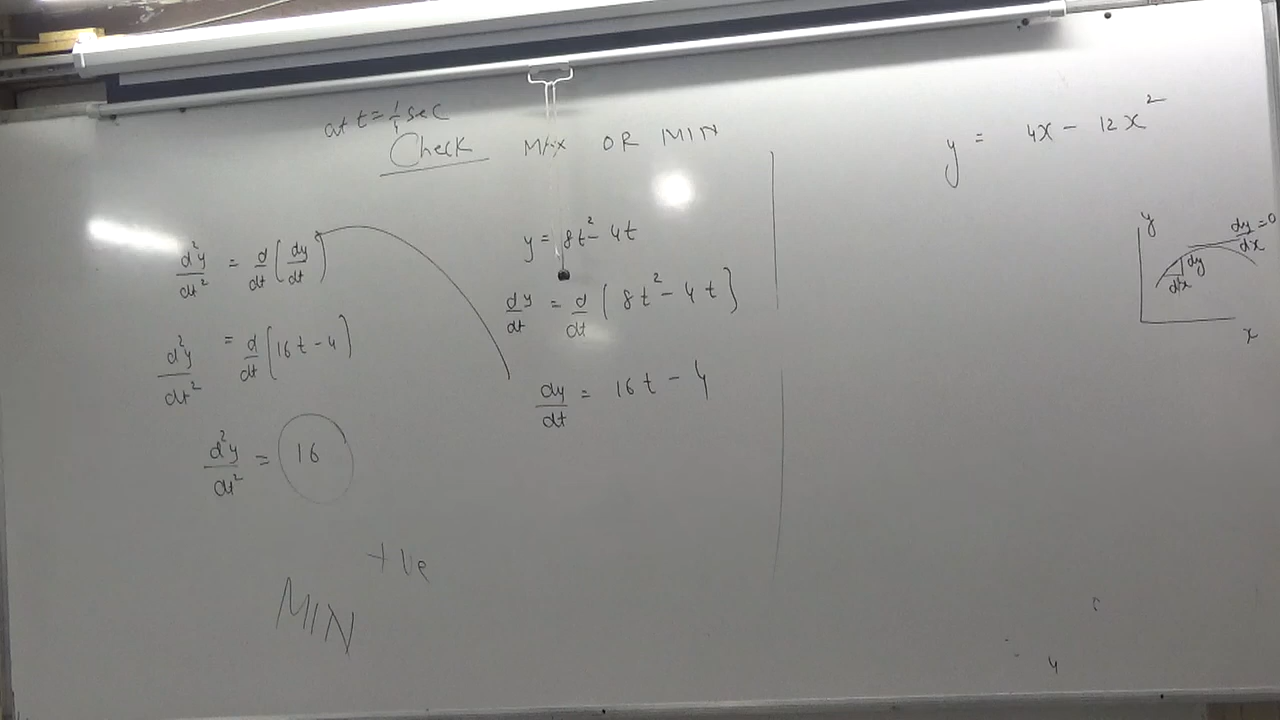 at t = 1/4 sec
Check MAX OR MIN
d²y/dt² = d/dt (dy/dt)
d²y/dt² = d/dt [16t - 4]
d²y/dt² = 16
+ve
MIN
y = 8t² - 4t
dy/dt = d/dt [8t² - 4t]
dy/dt = 16t - 4
y = 4x - 12x²
y
dy/dx = 0
dy
dx
x
4